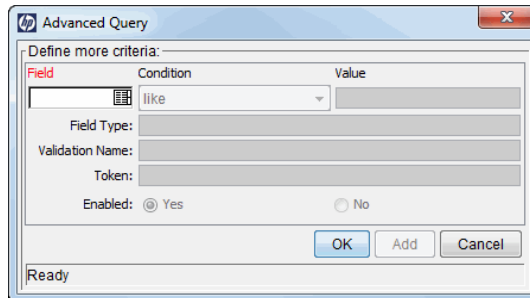 hp Advanced Query
Define more criteria:
Field Condition Value
like
Field Type:
Validation Name:
Token:
Enabled: Yes No
OK Add Cancel
Ready